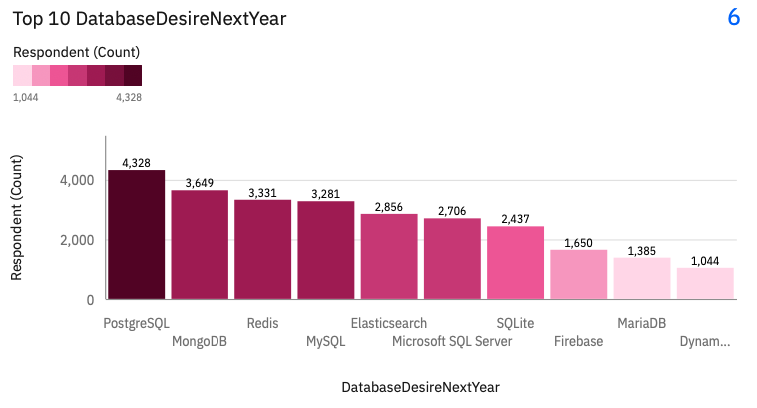 Top 10 DatabaseDesireNextYear
6
Respondent (Count)
1,044 4,328
Respondent (Count)
4,000
2,000
0
4,328
3,649
3,331
3,281
2,856
2,706
2,437
1,650
1,385
1,044
PostgreSQL
MongoDB
Redis
MySQL
Elasticsearch
Microsoft SQL Server
SQLite
Firebase
MariaDB
Dynam...
DatabaseDesireNextYear